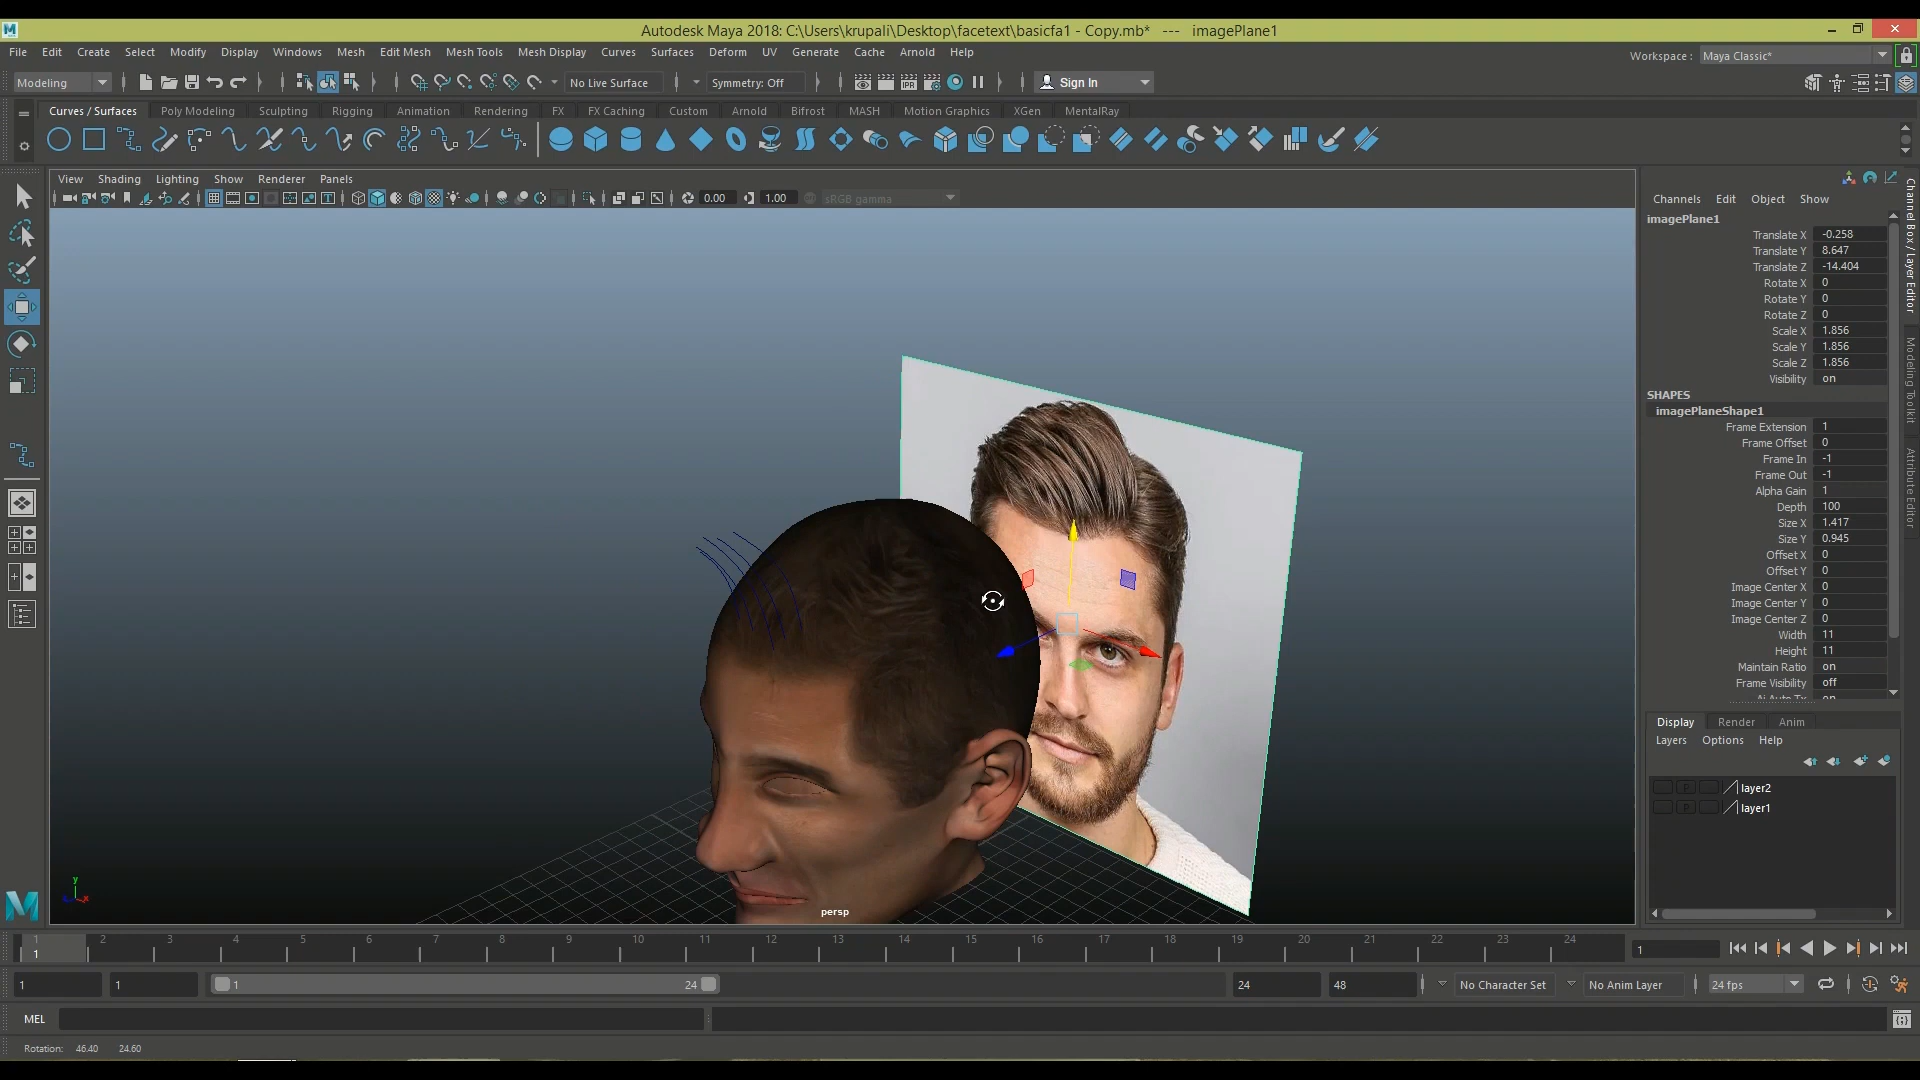 Autodesk Maya 2018: C:\Users\krupali\Desktop\facetext\basicfa1 - Copy.mb* --- imagePlane1
File Edit Create Select Modify Display Windows Mesh Edit Mesh Mesh Tools Mesh Display Curves Surfaces Deform UV Generate Cache Arnold Help
Workspace : Maya Classic*
Modeling No Live Surface Symmetry: Off Sign In
Curves / Surfaces Poly Modeling Sculpting Rigging Animation Rendering FX FX Caching Custom Arnold Bifrost MASH Motion Graphics XGen MentalRay
View Shading Lighting Show Renderer Panels
0.00 1.00 sRGB gamma
Channels Edit Object Show
imagePlane1
Translate X -0.258
Translate Y 8.647
Translate Z -14.404
Rotate X 0
Rotate Y 0
Rotate Z 0
Scale X 1.856
Scale Y 1.856
Scale Z 1.856
Visibility on
SHAPES
imagePlaneShape1
Frame Extension 1
Frame Offset 0
Frame In -1
Frame Out -1
Alpha Gain 1
Depth 100
Size X 1.417
Size Y 0.945
Offset X 0
Offset Y 0
Image Center X 0
Image Center Y 0
Image Center Z 0
Width 11
Height 11
Maintain Ratio on
Frame Visibility off
Channel Box / Layer Editor
Modeling Toolkit
Attribute Editor
Display Render Anim
Layers Options Help
P layer2
P layer1
y
x
persp
1 2 3 4 5 6 7 8 9 10 11 12 13 14 15 16 17 18 19 20 21 22 23 24
1 1
1 1 1 24 24 48 No Character Set No Anim Layer 24 fps
MEL
Rotation: 46.40 24.60